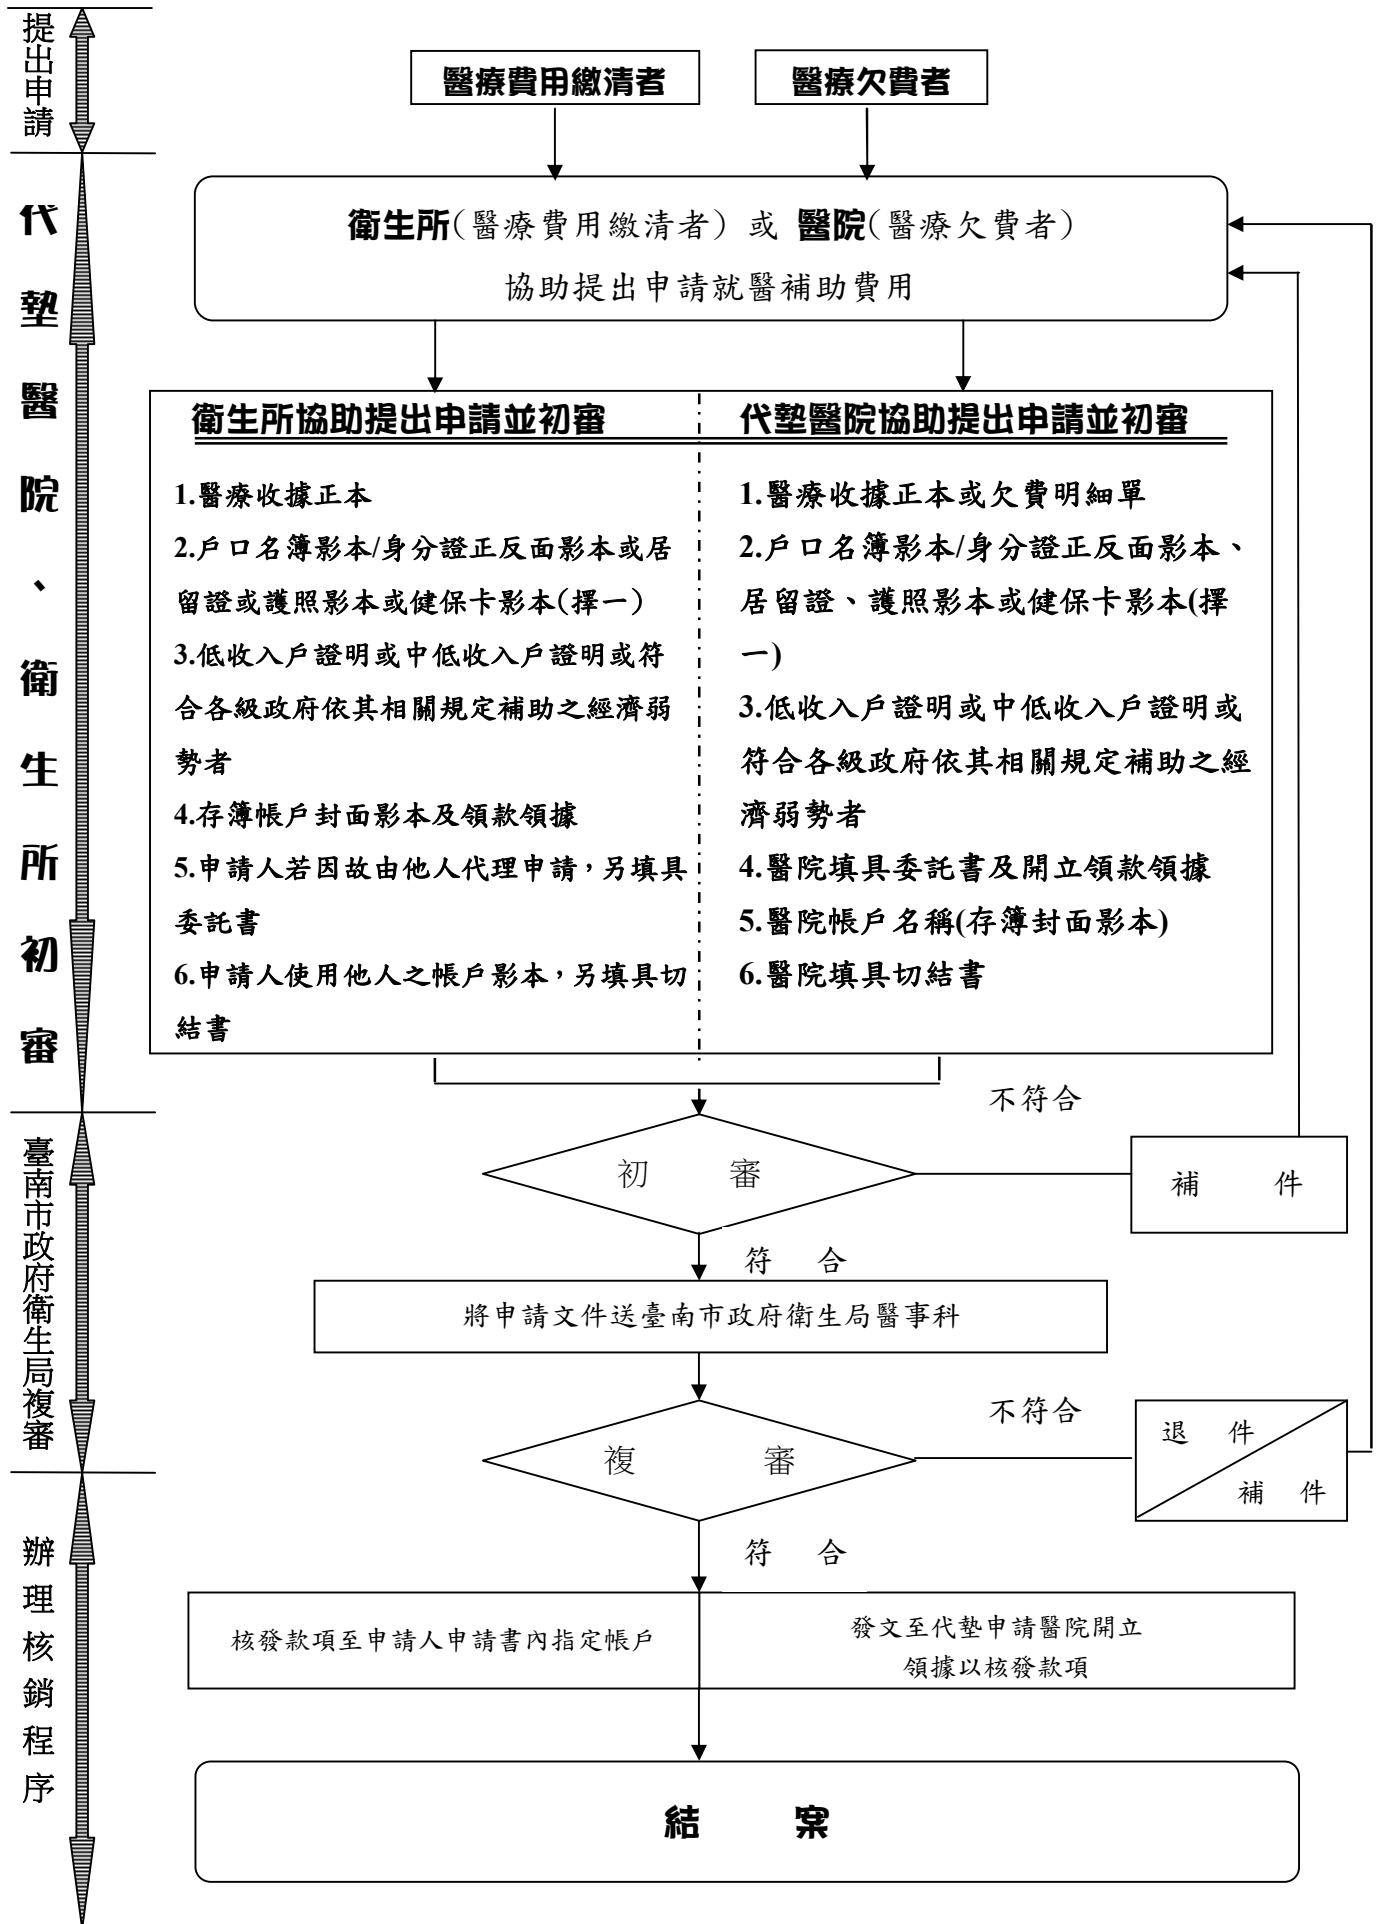 提出申請
醫療費用繳清者
醫療欠費者
代墊醫院、衛生所初審
衛生所(醫療費用繳清者) 或 醫院(醫療欠費者)
協助提出申請就醫補助費用
衛生所協助提出申請並初審
1.醫療收據正本
2.戶口名簿影本/身分證正反面影本或居
留證或護照影本或健保卡影本(擇一)
3.低收入戶證明或中低收入戶證明或符
合各級政府依其相關規定補助之經濟弱
勢者
4.存簿帳戶封面影本及領款領據
5.申請人若因故由他人代理申請，另填具
委託書
6.申請人使用他人之帳戶影本，另填具切
結書
代墊醫院協助提出申請並初審
1.醫療收據正本或欠費明細單
2.戶口名簿影本/身分證正反面影本、
居留證、護照影本或健保卡影本(擇
一)
3.低收入戶證明或中低收入戶證明或
符合各級政府依其相關規定補助之經
濟弱勢者
4.醫院填具委託書及開立領款領據
5.醫院帳戶名稱(存簿封面影本)
6.醫院填具切結書
臺南市政府衛生局複審
初 審
不符合
補 件
符 合
將申請文件送臺南市政府衛生局醫事科
複 審
不符合
退 件
補 件
符 合
辦理核銷程序
核發款項至申請人申請書內指定帳戶
發文至代墊申請醫院開立
領據以核發款項
結 案